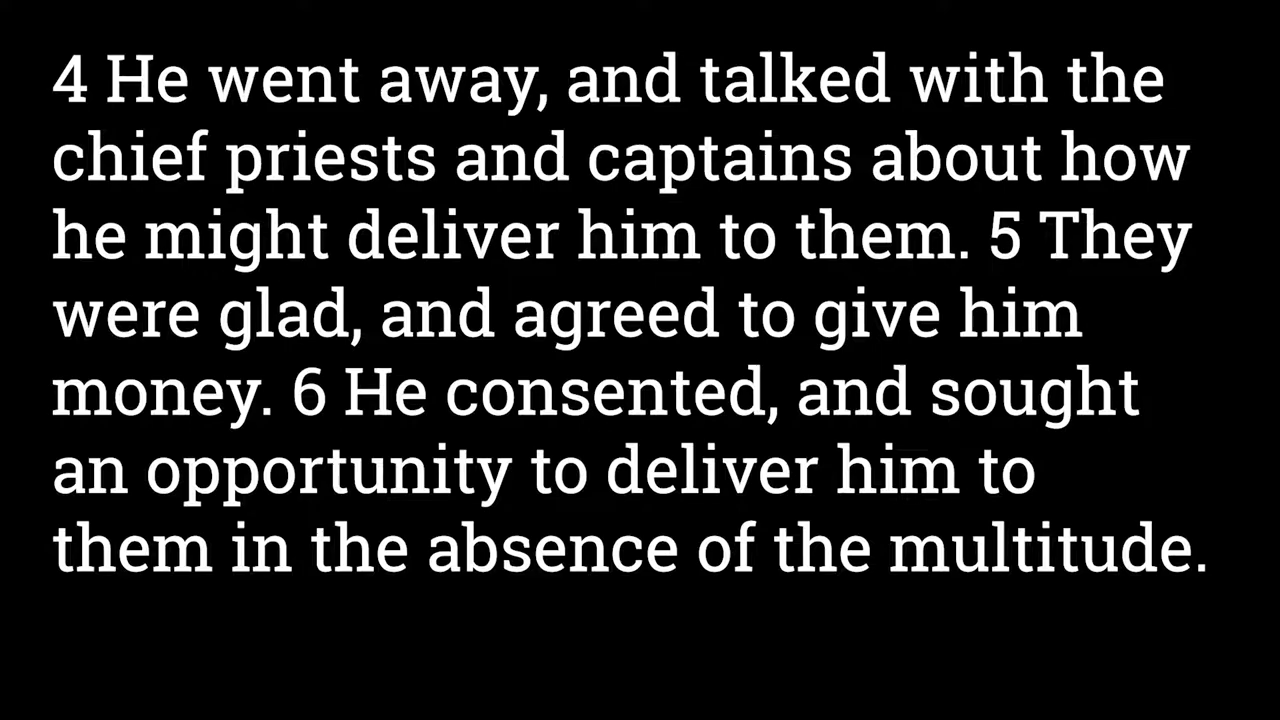 4 He went away, and talked with the
chief priests and captains about how
he might deliver him to them. 5 They
were glad, and agreed to give him
money. 6 He consented, and sought
an opportunity to deliver him to
them in the absence of the multitude.